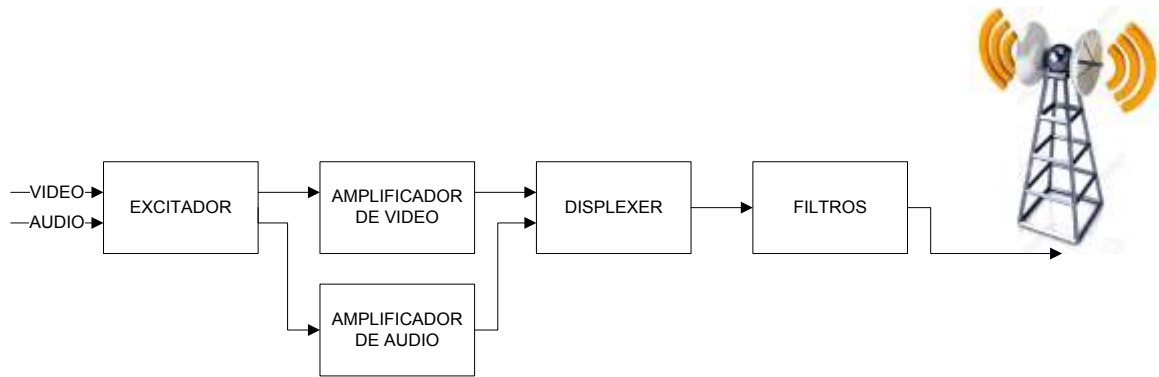 VIDEO
AUDIO
EXCITADOR
AMPLIFICADOR
DE VIDEO
AMPLIFICADOR
DE AUDIO
DISPLEXER
FILTROS